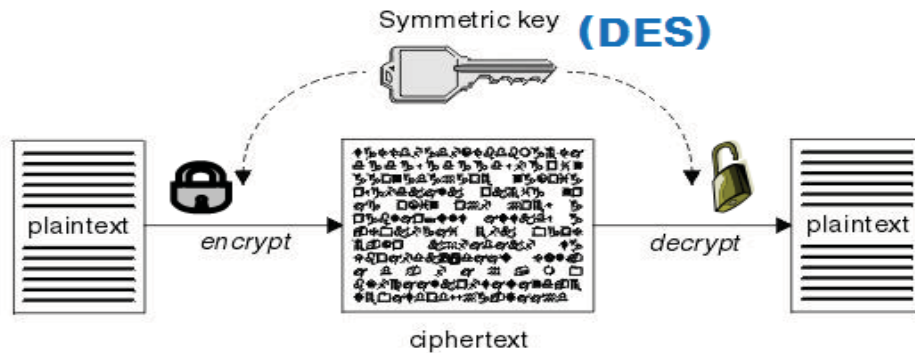 Symmetric key (DES)
plaintext
encrypt
decrypt
plaintext
ciphertext